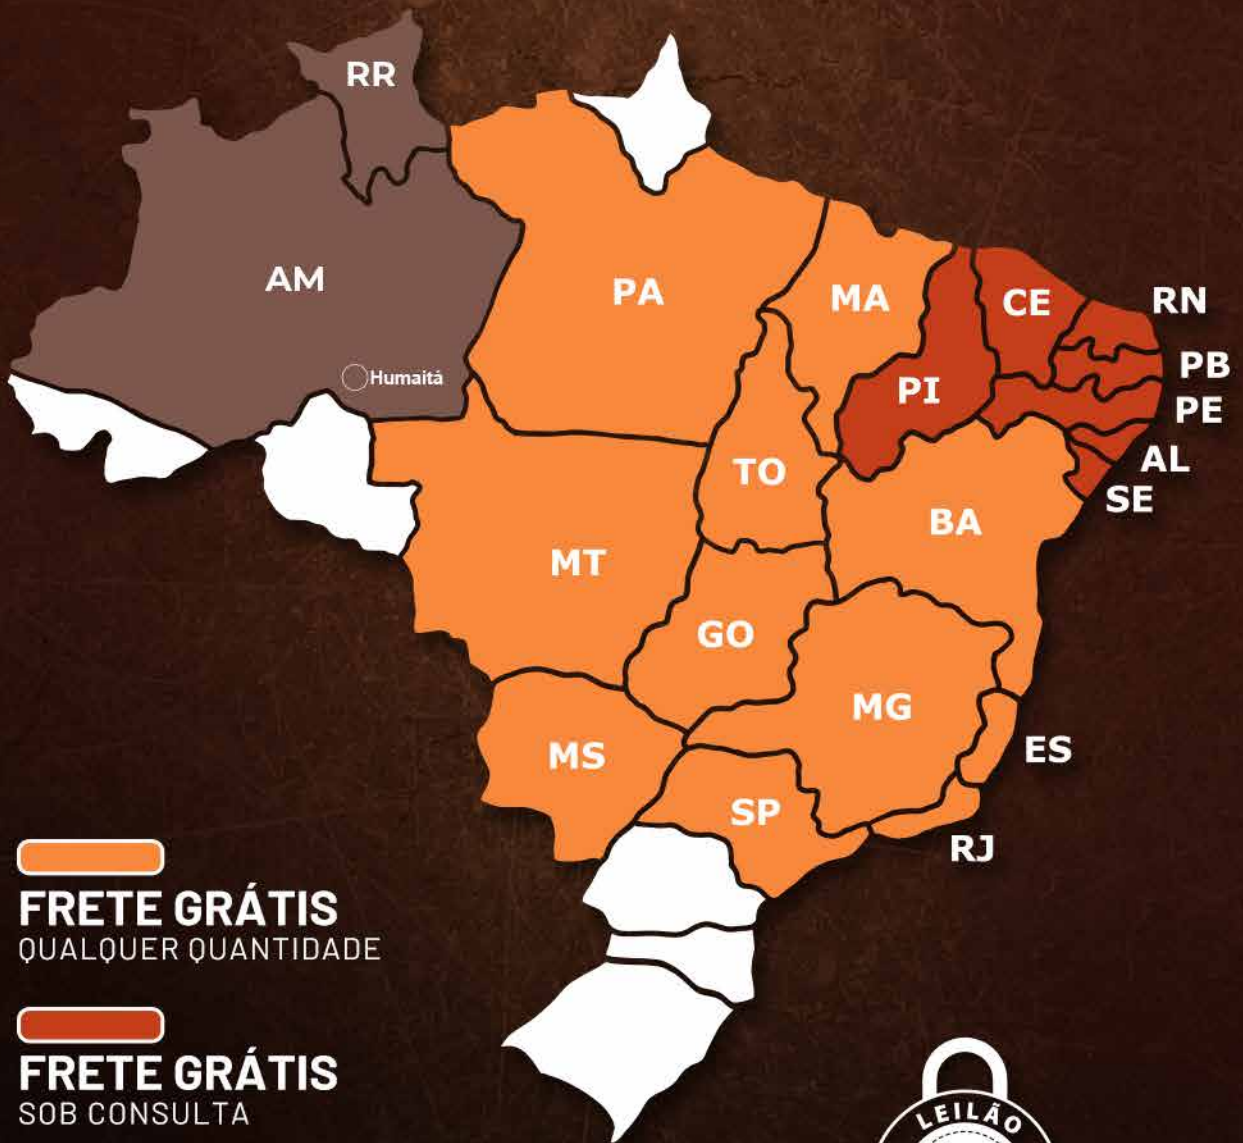 RR
AM
PA
MA
CE
RN
Humaitá
PI
PB
PE
TO
AL
SE
BA
MT
GO
MG
MS
ES
SP
RJ
FRETE GRÁTIS
QUALQUER QUANTIDADE
FRETE GRÁTIS
SOB CONSULTA
LEILÃO